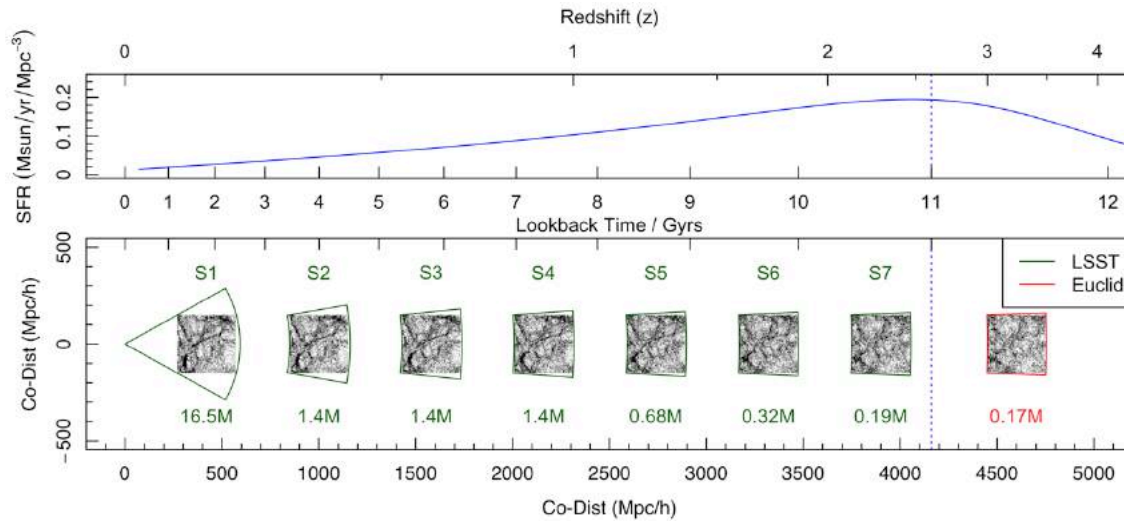 Redshift (z)
0 1 2 3 4
SFR (Msun/yr/Mpc⁻³)
0.2
0.1
0
0 1 2 3 4 5 6 7 8 9 10 11 12
Lookback Time / Gyrs
Co-Dist (Mpc/h)
500
0
−500
S1 S2 S3 S4 S5 S6 S7
LSST
Euclid
16.5M 1.4M 1.4M 1.4M 0.68M 0.32M 0.19M 0.17M
0 500 1000 1500 2000 2500 3000 3500 4000 4500 5000
Co-Dist (Mpc/h)